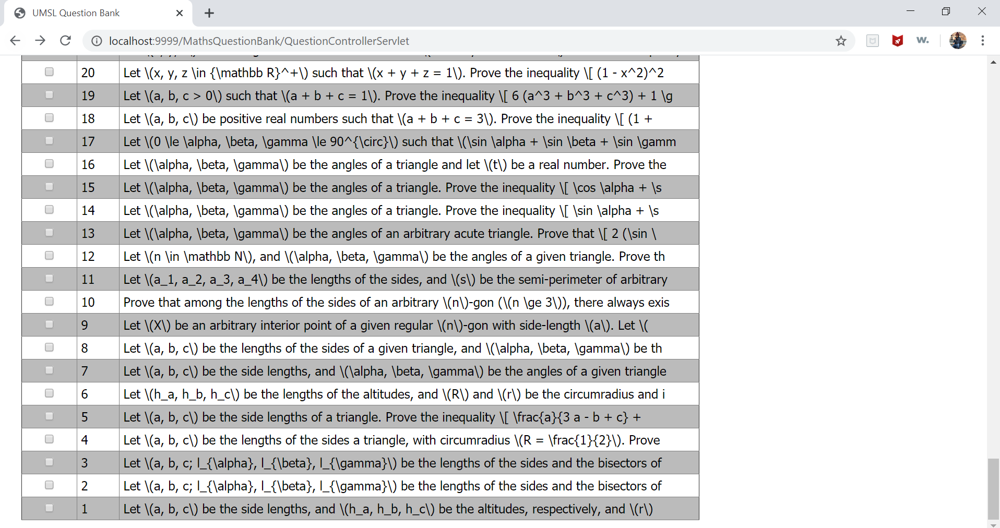 UMSL Question Bank
localhost:9999/MathsQuestionBank/QuestionControllerServlet
w.
20 Let \(x, y, z \in {\mathbb R}^+\) such that \(x + y + z = 1\). Prove the inequality \[ (1 - x^2)^2
19 Let \(a, b, c > 0\) such that \(a + b + c = 1\). Prove the inequality \[ 6 (a^3 + b^3 + c^3) + 1 \g
18 Let \(a, b, c\) be positive real numbers such that \(a + b + c = 3\). Prove the inequality \[ (1 +
17 Let \(0 \le \alpha, \beta, \gamma \le 90^{\circ}\) such that \(\sin \alpha + \sin \beta + \sin \gamm
16 Let \(\alpha, \beta, \gamma\) be the angles of a triangle and let \(t\) be a real number. Prove the
15 Let \(\alpha, \beta, \gamma\) be the angles of a triangle. Prove the inequality \[ \cos \alpha + \s
14 Let \(\alpha, \beta, \gamma\) be the angles of a triangle. Prove the inequality \[ \sin \alpha + \s
13 Let \(\alpha, \beta, \gamma\) be the angles of an arbitrary acute triangle. Prove that \[ 2 (\sin \
12 Let \(n \in \mathbb N\), and \(\alpha, \beta, \gamma\) be the angles of a given triangle. Prove th
11 Let \(a_1, a_2, a_3, a_4\) be the lengths of the sides, and \(s\) be the semi-perimeter of arbitrary
10 Prove that among the lengths of the sides of an arbitrary \(n\)-gon (\(n \ge 3\)), there always exis
9 Let \(X\) be an arbitrary interior point of a given regular \(n\)-gon with side-length \(a\). Let \(
8 Let \(a, b, c\) be the lengths of the sides of a given triangle, and \(\alpha, \beta, \gamma\) be th
7 Let \(a, b, c\) be the side lengths, and \(\alpha, \beta, \gamma\) be the angles of a given triangle
6 Let \(h_a, h_b, h_c\) be the lengths of the altitudes, and \(R\) and \(r\) be the circumradius and i
5 Let \(a, b, c\) be the side lengths of a triangle. Prove the inequality \[ \frac{a}{3 a - b + c} +
4 Let \(a, b, c\) be the lengths of the sides a triangle, with circumradius \(R = \frac{1}{2}\). Prove
3 Let \(a, b, c; l_{\alpha}, l_{\beta}, l_{\gamma}\) be the lengths of the sides and the bisectors of
2 Let \(a, b, c; l_{\alpha}, l_{\beta}, l_{\gamma}\) be the lengths of the sides and the bisectors of
1 Let \(a, b, c\) be the side lengths, and \(h_a, h_b, h_c\) be the altitudes, respectively, and \(r\)